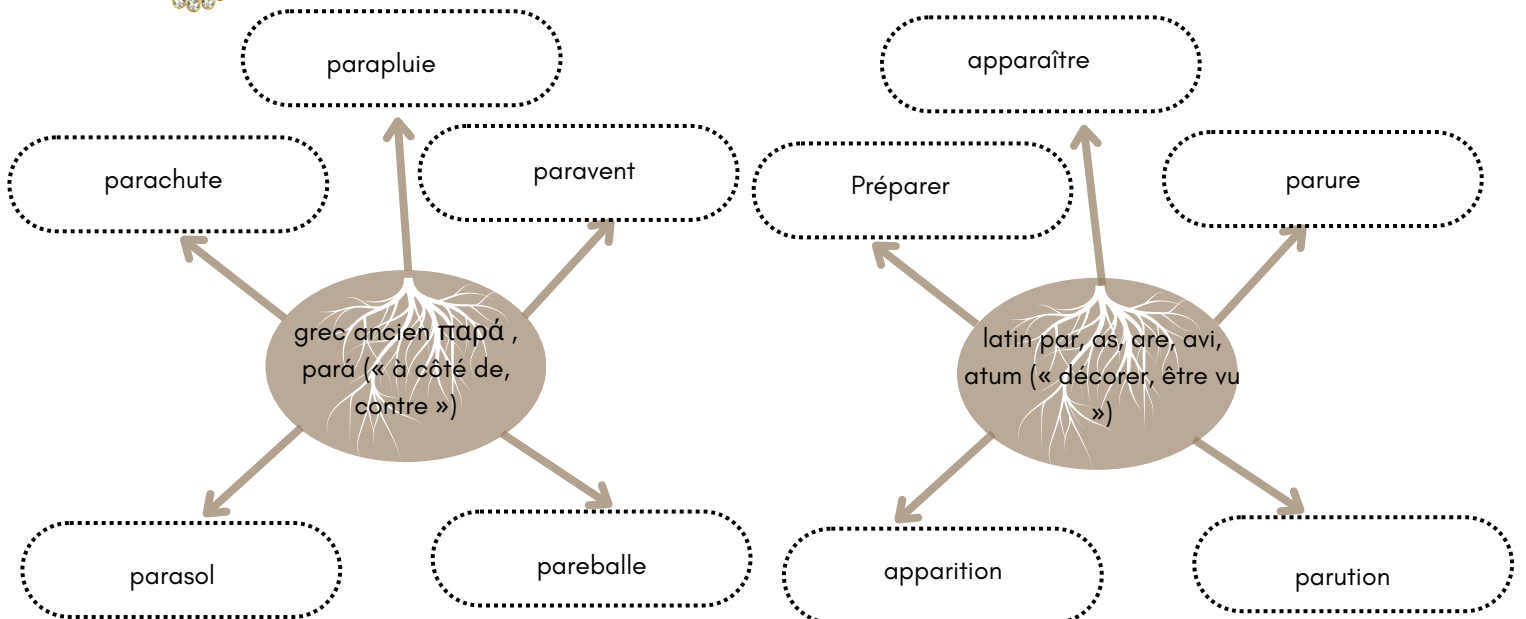 parapluie
apparaître
parachute
paravent
Préparer
parure
grec ancien παρά ,
pará (« à côté de,
contre »)
latin par, as, are, avi,
atum (« décorer, être vu
»)
parasol
pareballe
apparition
parution